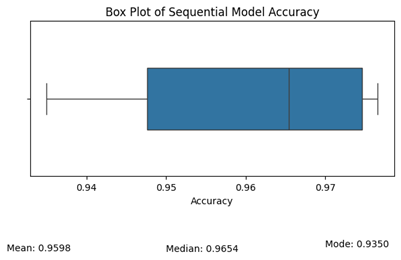 Box Plot of Sequential Model Accuracy
0.94 0.95 0.96 0.97
Accuracy
Mean: 0.9598 Median: 0.9654 Mode: 0.9350